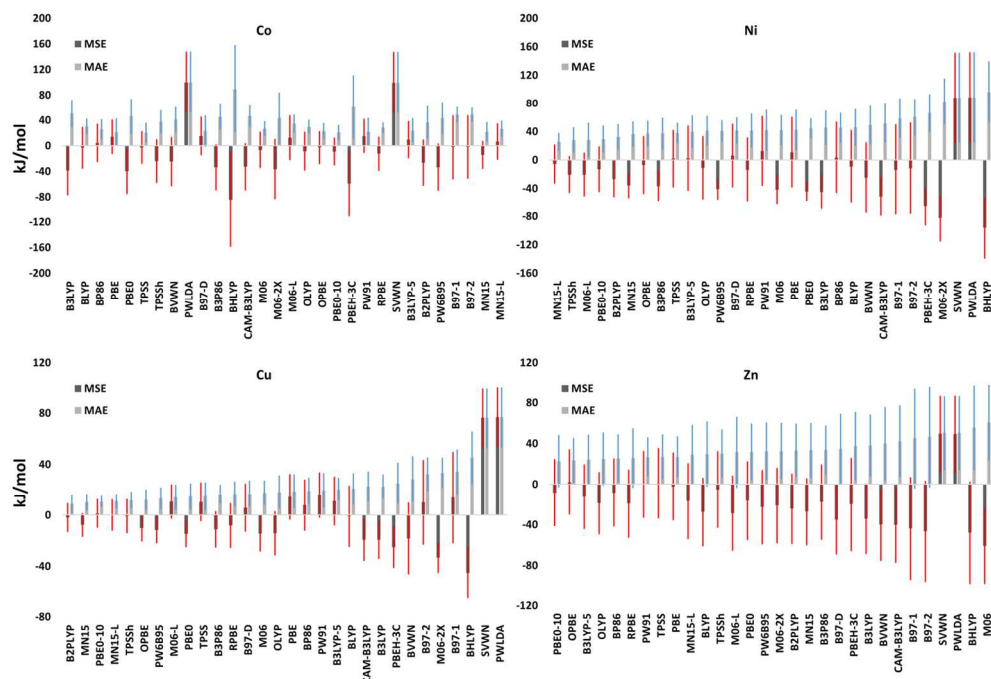 Co
MSE
MAE
kJ/mol
200
160
120
80
40
0
-40
-80
-120
-160
-200
B3LYP
BLYP
BP86
PBE
PBE0
TPSS
TPSSh
BVWN
PWLDA
B97-D
B3P86
BHLYP
CAM-B3LYP
M06
M06-2X
M06-L
OLYP
OPBE
PBE0-10
PBEH-3C
PW91
RPBE
SVWN
B3LYP-5
B2PLYP
PW6B95
B97-1
B97-2
MN15
MN15-L
Ni
MSE
MAE
200
160
120
80
40
0
-40
-80
-120
-160
MN15-L
TPSSh
M06-L
PBE0-10
B2PLYP
MN15
OPBE
B3P86
TPSS
B3LYP-5
OLYP
PW6B95
B97-D
RPBE
PW91
M06
PBE
PBE0
B3LYP
BP86
BLYP
BVWN
CAM-B3LYP
B97-1
B97-2
PBEH-3C
M06-2X
SVWN
PWLDA
BHLYP
Cu
MSE
MAE
kJ/mol
120
80
40
0
-40
-80
B2PLYP
MN15
PBE0-10
MN15-L
TPSSh
OPBE
PW6B95
M06-L
PBE0
TPSS
B3P86
RPBE
B97-D
M06
OLYP
PBE
BP86
PW91
B3LYP-5
BLYP
CAM-B3LYP
B3LYP
PBEH-3C
BVWN
B97-2
M06-2X
B97-1
BHLYP
SVWN
PWLDA
Zn
MSE
MAE
120
80
40
0
-40
-80
-120
PBE0-10
OPBE
B3LYP-5
OLYP
BP86
RPBE
PW91
TPSS
PBE
MN15-L
BLYP
TPSSh
M06-L
PBE0
PW6B95
M06-2X
B2PLYP
MN15
B3P86
B97-D
PBEH-3C
B3LYP
BVWN
CAM-B3LYP
B97-1
B97-2
SVWN
PWLDA
BHLYP
M06